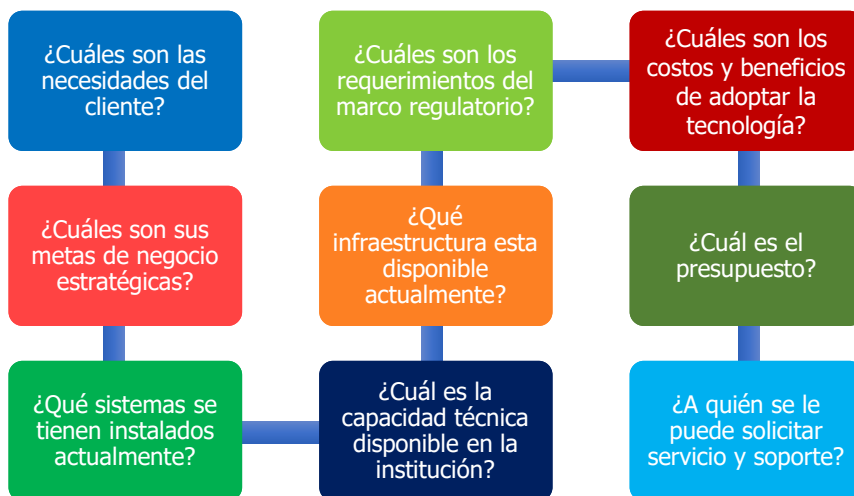 ¿Cuáles son las
necesidades del
cliente?
¿Cuáles son sus
metas de negocio
estratégicas?
¿Qué sistemas se
tienen instalados
actualmente?
¿Cuál es la
capacidad técnica
disponible en la
institución?
¿Qué
infraestructura esta
disponible
actualmente?
¿Cuáles son los
requerimientos del
marco regulatorio?
¿Cuáles son los
costos y beneficios
de adoptar la
tecnología?
¿Cuál es el
presupuesto?
¿A quién se le
puede solicitar
servicio y soporte?